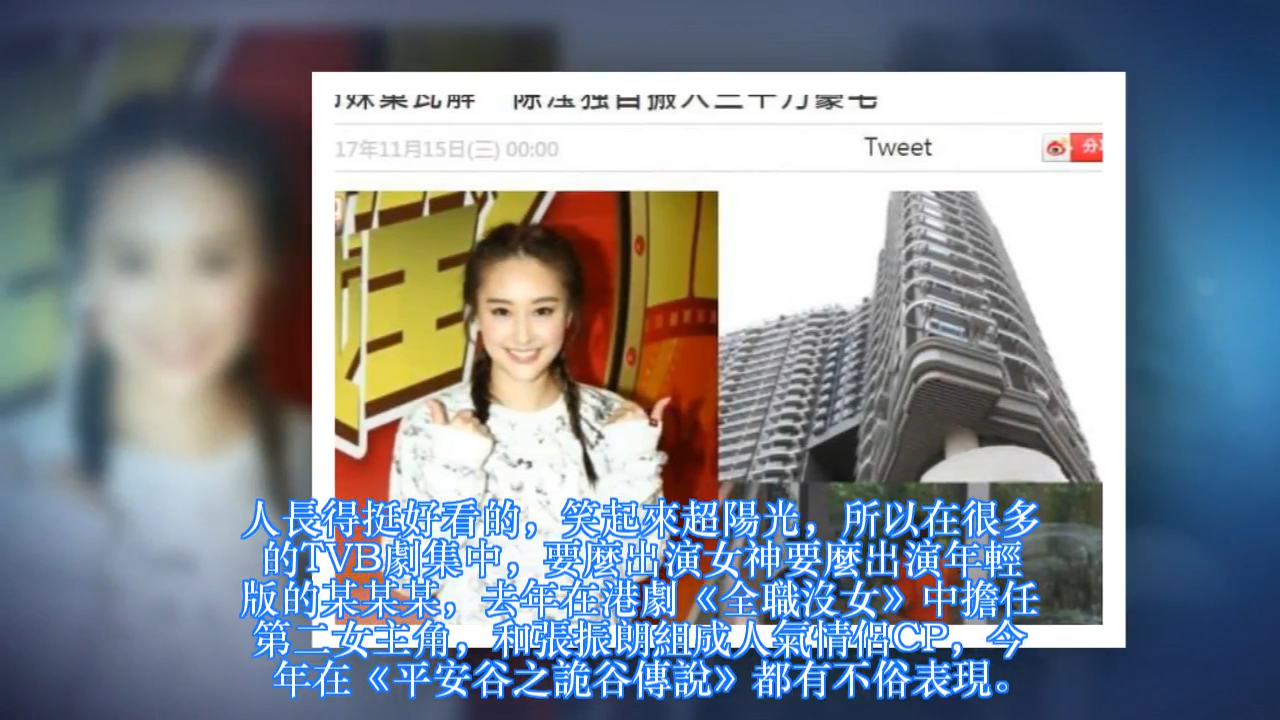 17年11月15日(三) 00:00
Tweet
人長得挺好看的，笑起來超陽光，所以在很多
的TVB劇集中，要麼出演女神要麼出演年輕
版的某某某，去年在港劇《全職沒女》中擔任
第二女主角，和張振朗組成人氣情侶CP，今
年在《平安谷之詭谷傳說》都有不俗表現。